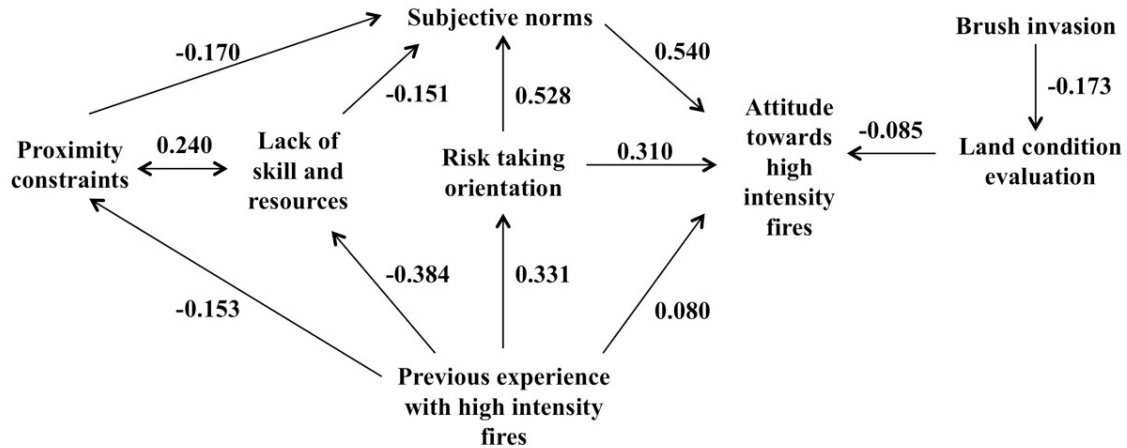 Subjective norms
Brush invasion
-0.170
0.540
-0.151
0.528
-0.173
Proximity
constraints
0.240
Lack of
skill and
resources
Risk taking
orientation
0.310
Attitude
towards
high
intensity
fires
-0.085
Land condition
evaluation
-0.153
-0.384
0.331
0.080
Previous experience
with high intensity
fires